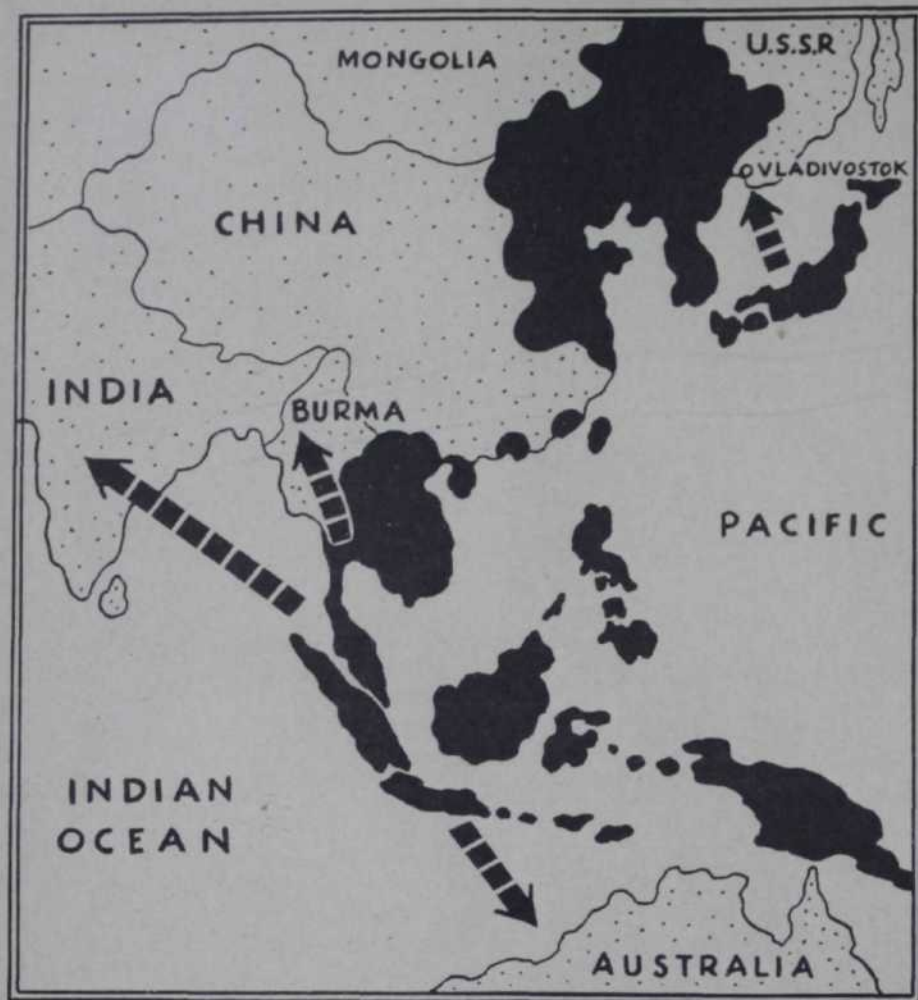 MONGOLIA
U.S.S.R
VLADIVOSTOK
CHINA
INDIA
BURMA
PACIFIC
INDIAN
OCEAN
AUSTRALIA